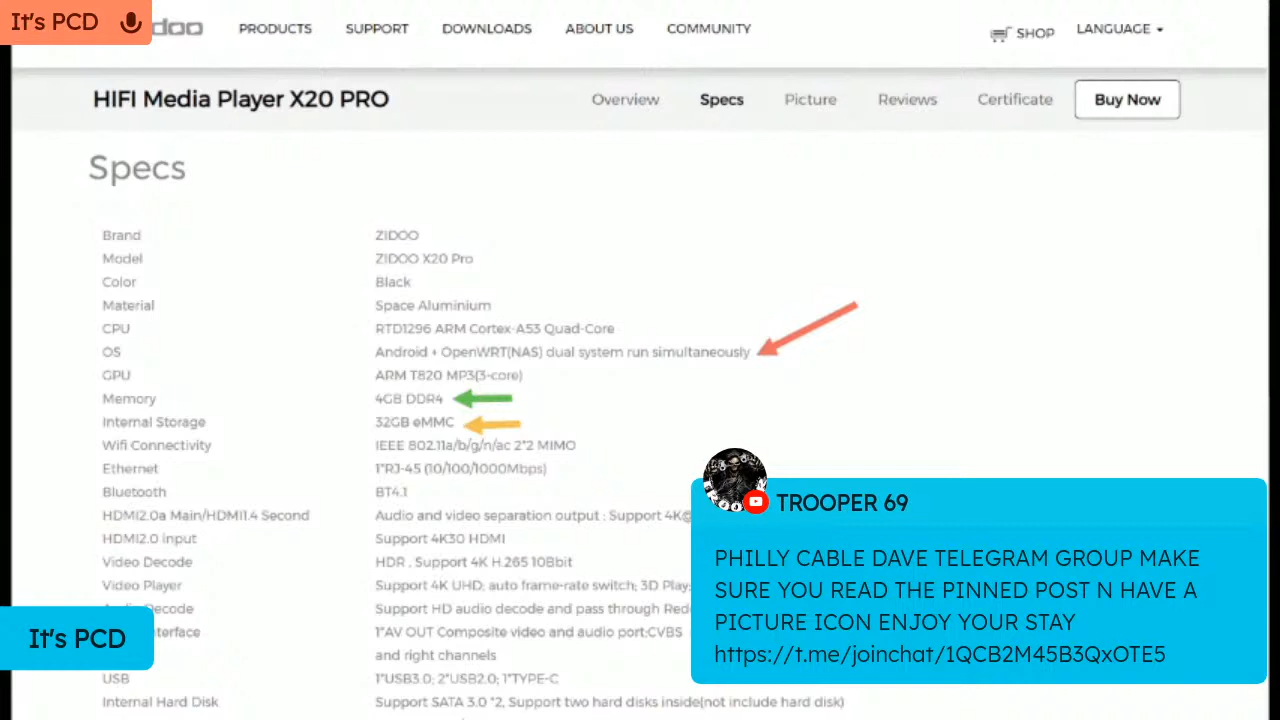 It's PCD
doo PRODUCTS SUPPORT DOWNLOADS ABOUT US COMMUNITY SHOP LANGUAGE
HIFI Media Player X20 PRO Overview Specs Picture Reviews Certificate Buy Now
Specs
Brand ZIDOO
Model ZIDOO X20 Pro
Color Black
Material Space Aluminium
CPU RTD1296 ARM Cortex-A53 Quad-Core
OS Android + OpenWRT(NAS) dual system run simultaneously
GPU ARM T820 MP3(3-core)
Memory 4GB DDR4
Internal Storage 32GB eMMC
Wifi Connectivity IEEE 802.11a/b/g/n/ac 2*2 MIMO
Ethernet 1*RJ-45 (10/100/1000Mbps)
Bluetooth BT4.1
HDMI2.0a Main/HDMI1.4 Second Audio and video separation output : Support 4K@
HDMI2.0 input Support 4K30 HDMI
Video Decode HDR , Support 4K H.265 10Bbit
Video Player Support 4K UHD; auto frame-rate switch; 3D Play;
Decode Support HD audio decode and pass through Red
terface 1*AV OUT Composite video and audio port;CVBS
and right channels
USB 1*USB3.0; 2*USB2.0; 1*TYPE-C
Internal Hard Disk Support SATA 3.0 *2, Support two hard disks inside(not include hard disk)
It's PCD
TROOPER 69
PHILLY CABLE DAVE TELEGRAM GROUP MAKE
SURE YOU READ THE PINNED POST N HAVE A
PICTURE ICON ENJOY YOUR STAY
https://t.me/joinchat/1QCB2M45B3QxOTE5